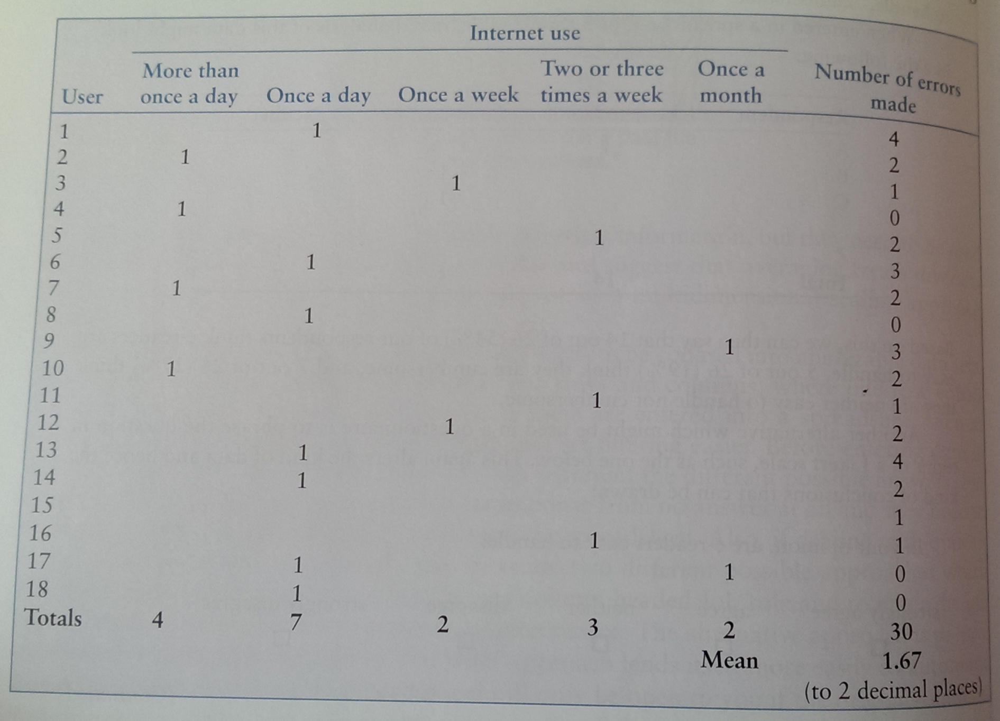 Internet use
More than Two or three Once a Number of errors
User once a day Once a day Once a week times a week month made
1 1 4
2 1 2
3 1 1
4 1 0
5 1 2
6 1 3
7 1 2
8 1 0
9 1 3
10 1 2
11 1 1
12 1 2
13 1 4
14 1 2
15 1
16 1 1
17 1 1 0
18 1 0
Totals 4 7 2 3 2 30
Mean 1.67
(to 2 decimal places)